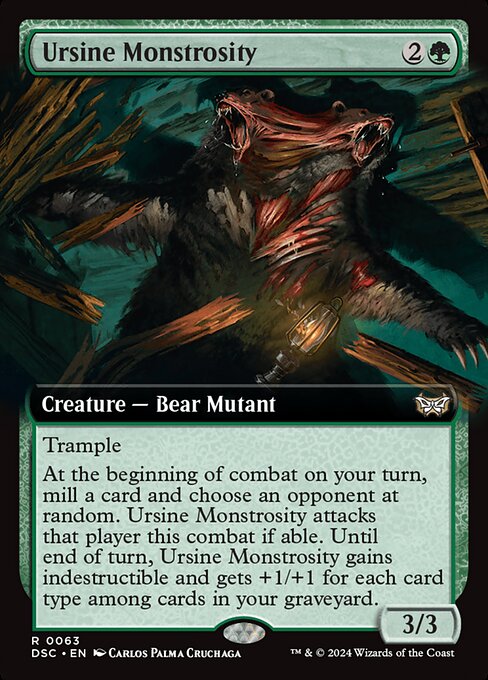 Ursine Monstrosity 2
Creature — Bear Mutant
Trample
At the beginning of combat on your turn,
mill a card and choose an opponent at
random. Ursine Monstrosity attacks
that player this combat if able. Until
end of turn, Ursine Monstrosity gains
indestructible and gets +1/+1 for each card
type among cards in your graveyard.
3/3
R 0063
DSC • EN CARLOS PALMA CRUCHAGA
™ & © 2024 Wizards of the Coast